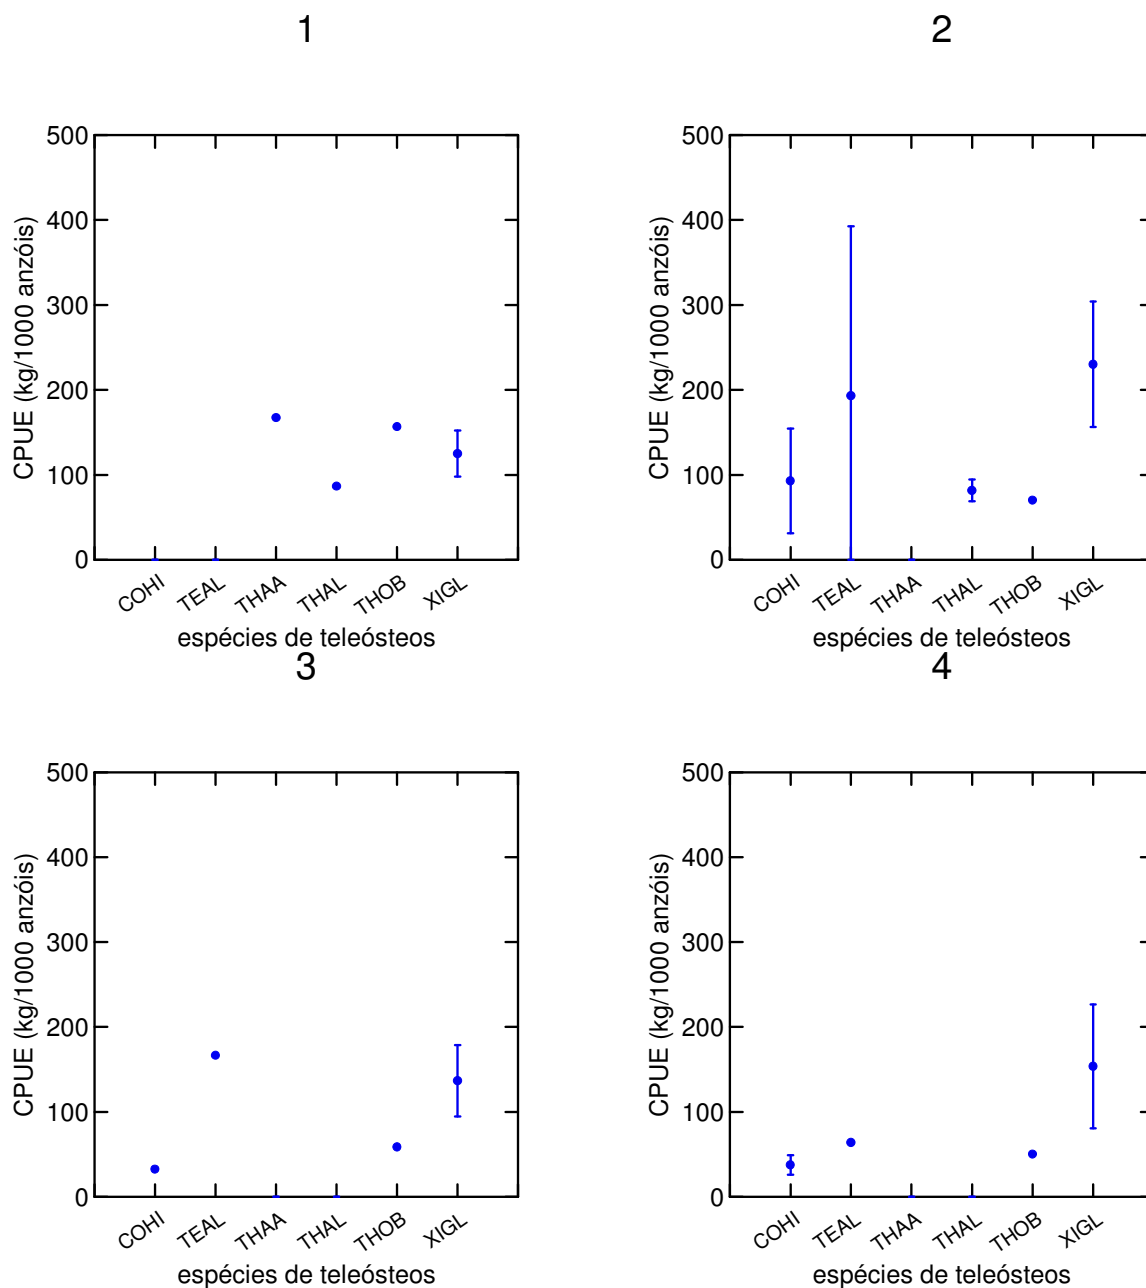 1
500
400
300
200
100
0
CPUE (kg/1000 anzóis)
COHI
TEAL
THAA
THAL
THOB
XIGL
espécies de teleósteos
2
500
400
300
200
100
0
CPUE (kg/1000 anzóis)
COHI
TEAL
THAA
THAL
THOB
XIGL
espécies de teleósteos
3
500
400
300
200
100
0
CPUE (kg/1000 anzóis)
COHI
TEAL
THAA
THAL
THOB
XIGL
espécies de teleósteos
4
500
400
300
200
100
0
CPUE (kg/1000 anzóis)
COHI
TEAL
THAA
THAL
THOB
XIGL
espécies de teleósteos